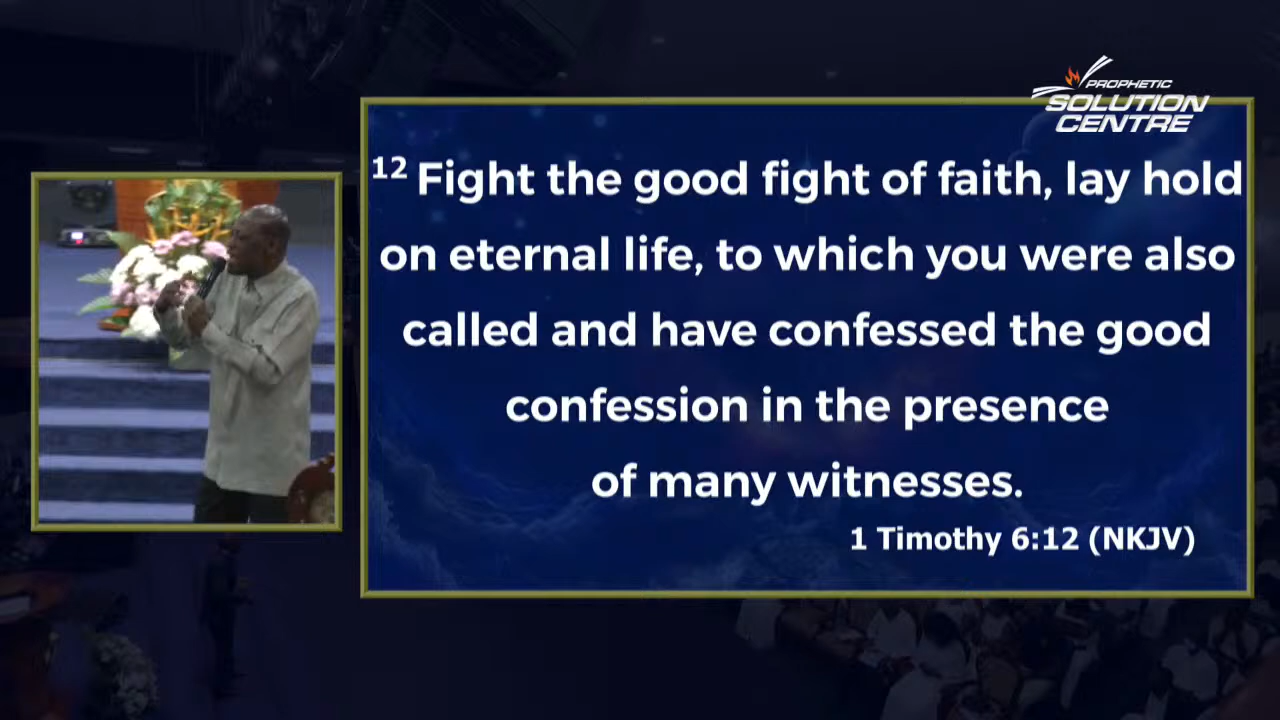 PROPHETIC
SOLUTION
CENTRE
12 Fight the good fight of faith, lay hold
on eternal life, to which you were also
called and have confessed the good
confession in the presence
of many witnesses.
1 Timothy 6:12 (NKJV)